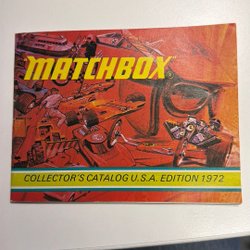 MATCHBOX
COLLECTOR'S CATALOG U.S.A. EDITION 1972